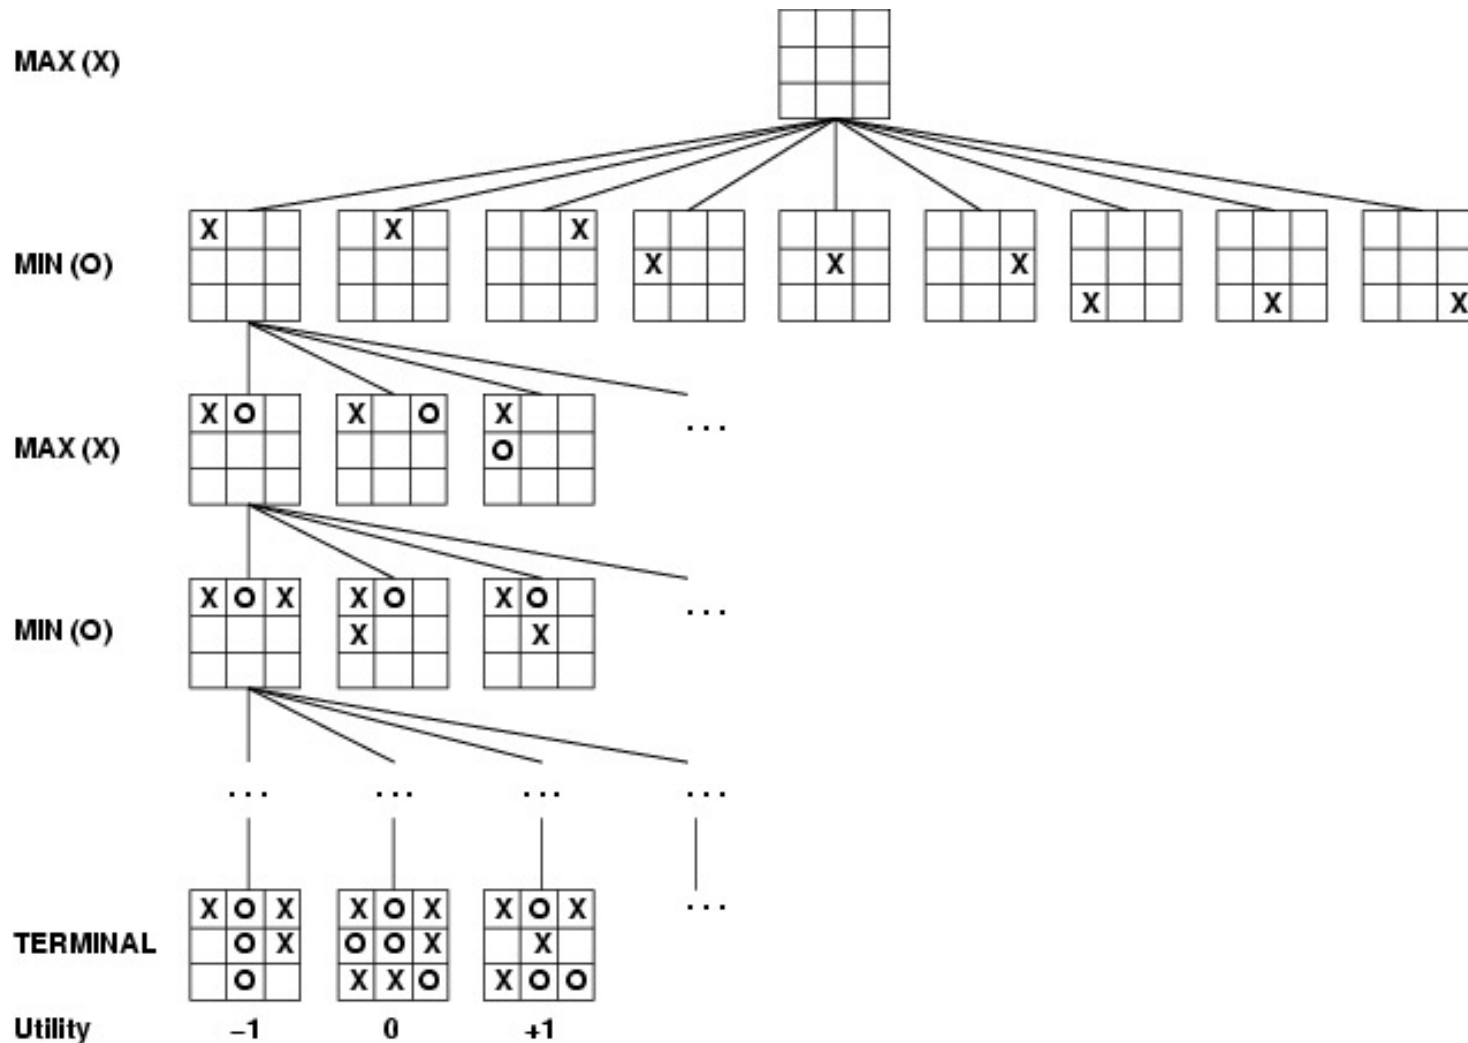 MAX (X)
X X X X X X X X X
MIN (O)
X O X O X
MAX (X) O ...
X O X X O X O
MIN (O) X X ...
... ... ... ...
X O X X O X X O X ...
TERMINAL O X O O X X
O X X O X O O
Utility −1 0 +1